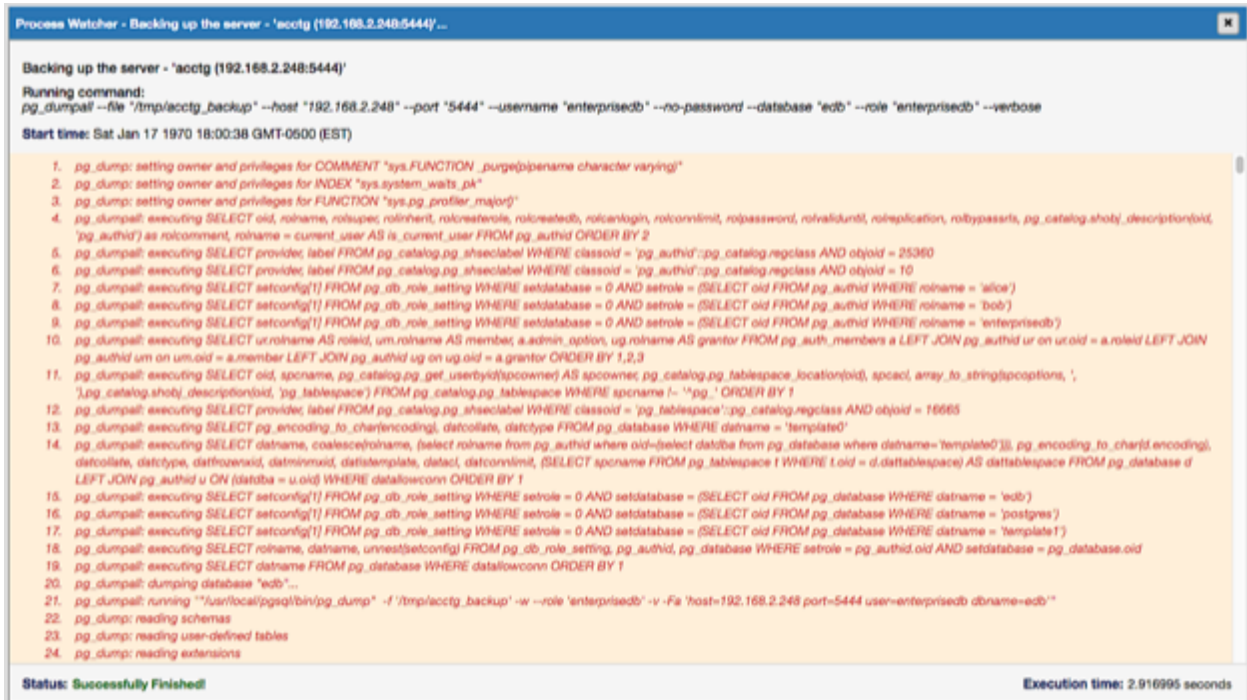 Process Watcher - Backing up the server - 'acctg (192.168.2.248:5444)'...
Backing up the server - 'acctg (192.168.2.248:5444)'
Running command:
pg_dumpall --file "/tmp/acctg_backup" --host "192.168.2.248" --port "5444" --username "enterprisedb" --no-password --database "edb" --role "enterprisedb" --verbose
Start time: Sat Jan 17 1970 18:00:38 GMT-0500 (EST)
1. pg_dump: setting owner and privileges for COMMENT "sys.FUNCTION _purge(pipename character varying)"
2. pg_dump: setting owner and privileges for INDEX "sys.system_waits_pk"
3. pg_dump: setting owner and privileges for FUNCTION "sys.pg_profiler_major()"
4. pg_dumpall: executing SELECT oid, rolname, rolsuper, rolinherit, rolcreaterole, rolcreatedb, rolcanlogin, rolconnlimit, rolpassword, rolvaliduntil, rolreplication, rolbypassrls, pg_catalog.shobj_description(oid,
'pg_authid') as rolcomment, rolname = current_user AS is_current_user FROM pg_authid ORDER BY 2
5. pg_dumpall: executing SELECT provider, label FROM pg_catalog.pg_shseclabel WHERE classoid = 'pg_authid'::pg_catalog.regclass AND objoid = 25360
6. pg_dumpall: executing SELECT provider, label FROM pg_catalog.pg_shseclabel WHERE classoid = 'pg_authid'::pg_catalog.regclass AND objoid = 10
7. pg_dumpall: executing SELECT setconfig[1] FROM pg_db_role_setting WHERE setdatabase = 0 AND setrole = (SELECT oid FROM pg_authid WHERE rolname = 'alice')
8. pg_dumpall: executing SELECT setconfig[1] FROM pg_db_role_setting WHERE setdatabase = 0 AND setrole = (SELECT oid FROM pg_authid WHERE rolname = 'bob')
9. pg_dumpall: executing SELECT setconfig[1] FROM pg_db_role_setting WHERE setdatabase = 0 AND setrole = (SELECT oid FROM pg_authid WHERE rolname = 'enterprisedb')
10. pg_dumpall: executing SELECT ur.rolname AS roleid, um.rolname AS member, a.admin_option, ug.rolname AS grantor FROM pg_auth_members a LEFT JOIN pg_authid ur on ur.oid = a.roleid LEFT JOIN
pg_authid um on um.oid = a.member LEFT JOIN pg_authid ug on ug.oid = a.grantor ORDER BY 1,2,3
11. pg_dumpall: executing SELECT oid, spcname, pg_catalog.pg_get_userbyid(spcowner) AS spcowner, pg_catalog.pg_tablespace_location(oid), spcacl, array_to_string(spcoptions, ',
'),pg_catalog.shobj_description(oid, 'pg_tablespace') FROM pg_catalog.pg_tablespace WHERE spcname !~ '^pg_' ORDER BY 1
12. pg_dumpall: executing SELECT provider, label FROM pg_catalog.pg_shseclabel WHERE classoid = 'pg_tablespace'::pg_catalog.regclass AND objoid = 16665
13. pg_dumpall: executing SELECT pg_encoding_to_char(encoding), datcollate, datctype FROM pg_database WHERE datname = 'template0'
14. pg_dumpall: executing SELECT datname, coalesce(rolname, (select rolname from pg_authid where oid=(select datdba from pg_database where datname='template0'))), pg_encoding_to_char(d.encoding),
datcollate, datctype, datfrozenxid, datminmxid, datistemplate, datacl, datconnlimit, (SELECT spcname FROM pg_tablespace t WHERE t.oid = d.dattablespace) AS dattablespace FROM pg_database d
LEFT JOIN pg_authid u ON (datdba = u.oid) WHERE datallowconn ORDER BY 1
15. pg_dumpall: executing SELECT setconfig[1] FROM pg_db_role_setting WHERE setrole = 0 AND setdatabase = (SELECT oid FROM pg_database WHERE datname = 'edb')
16. pg_dumpall: executing SELECT setconfig[1] FROM pg_db_role_setting WHERE setrole = 0 AND setdatabase = (SELECT oid FROM pg_database WHERE datname = 'postgres')
17. pg_dumpall: executing SELECT setconfig[1] FROM pg_db_role_setting WHERE setrole = 0 AND setdatabase = (SELECT oid FROM pg_database WHERE datname = 'template1')
18. pg_dumpall: executing SELECT rolname, datname, unnest(setconfig) FROM pg_db_role_setting, pg_authid, pg_database WHERE setrole = pg_authid.oid AND setdatabase = pg_database.oid
19. pg_dumpall: executing SELECT datname FROM pg_database WHERE datallowconn ORDER BY 1
20. pg_dumpall: dumping database "edb"...
21. pg_dumpall: running ""/usr/local/pgsql/bin/pg_dump" -f '/tmp/acctg_backup' -w --role 'enterprisedb' -v -Fa 'host=192.168.2.248 port=5444 user=enterprisedb dbname=edb'"
22. pg_dump: reading schemas
23. pg_dump: reading user-defined tables
24. pg_dump: reading extensions
Status: Successfully Finished!
Execution time: 2.916995 seconds